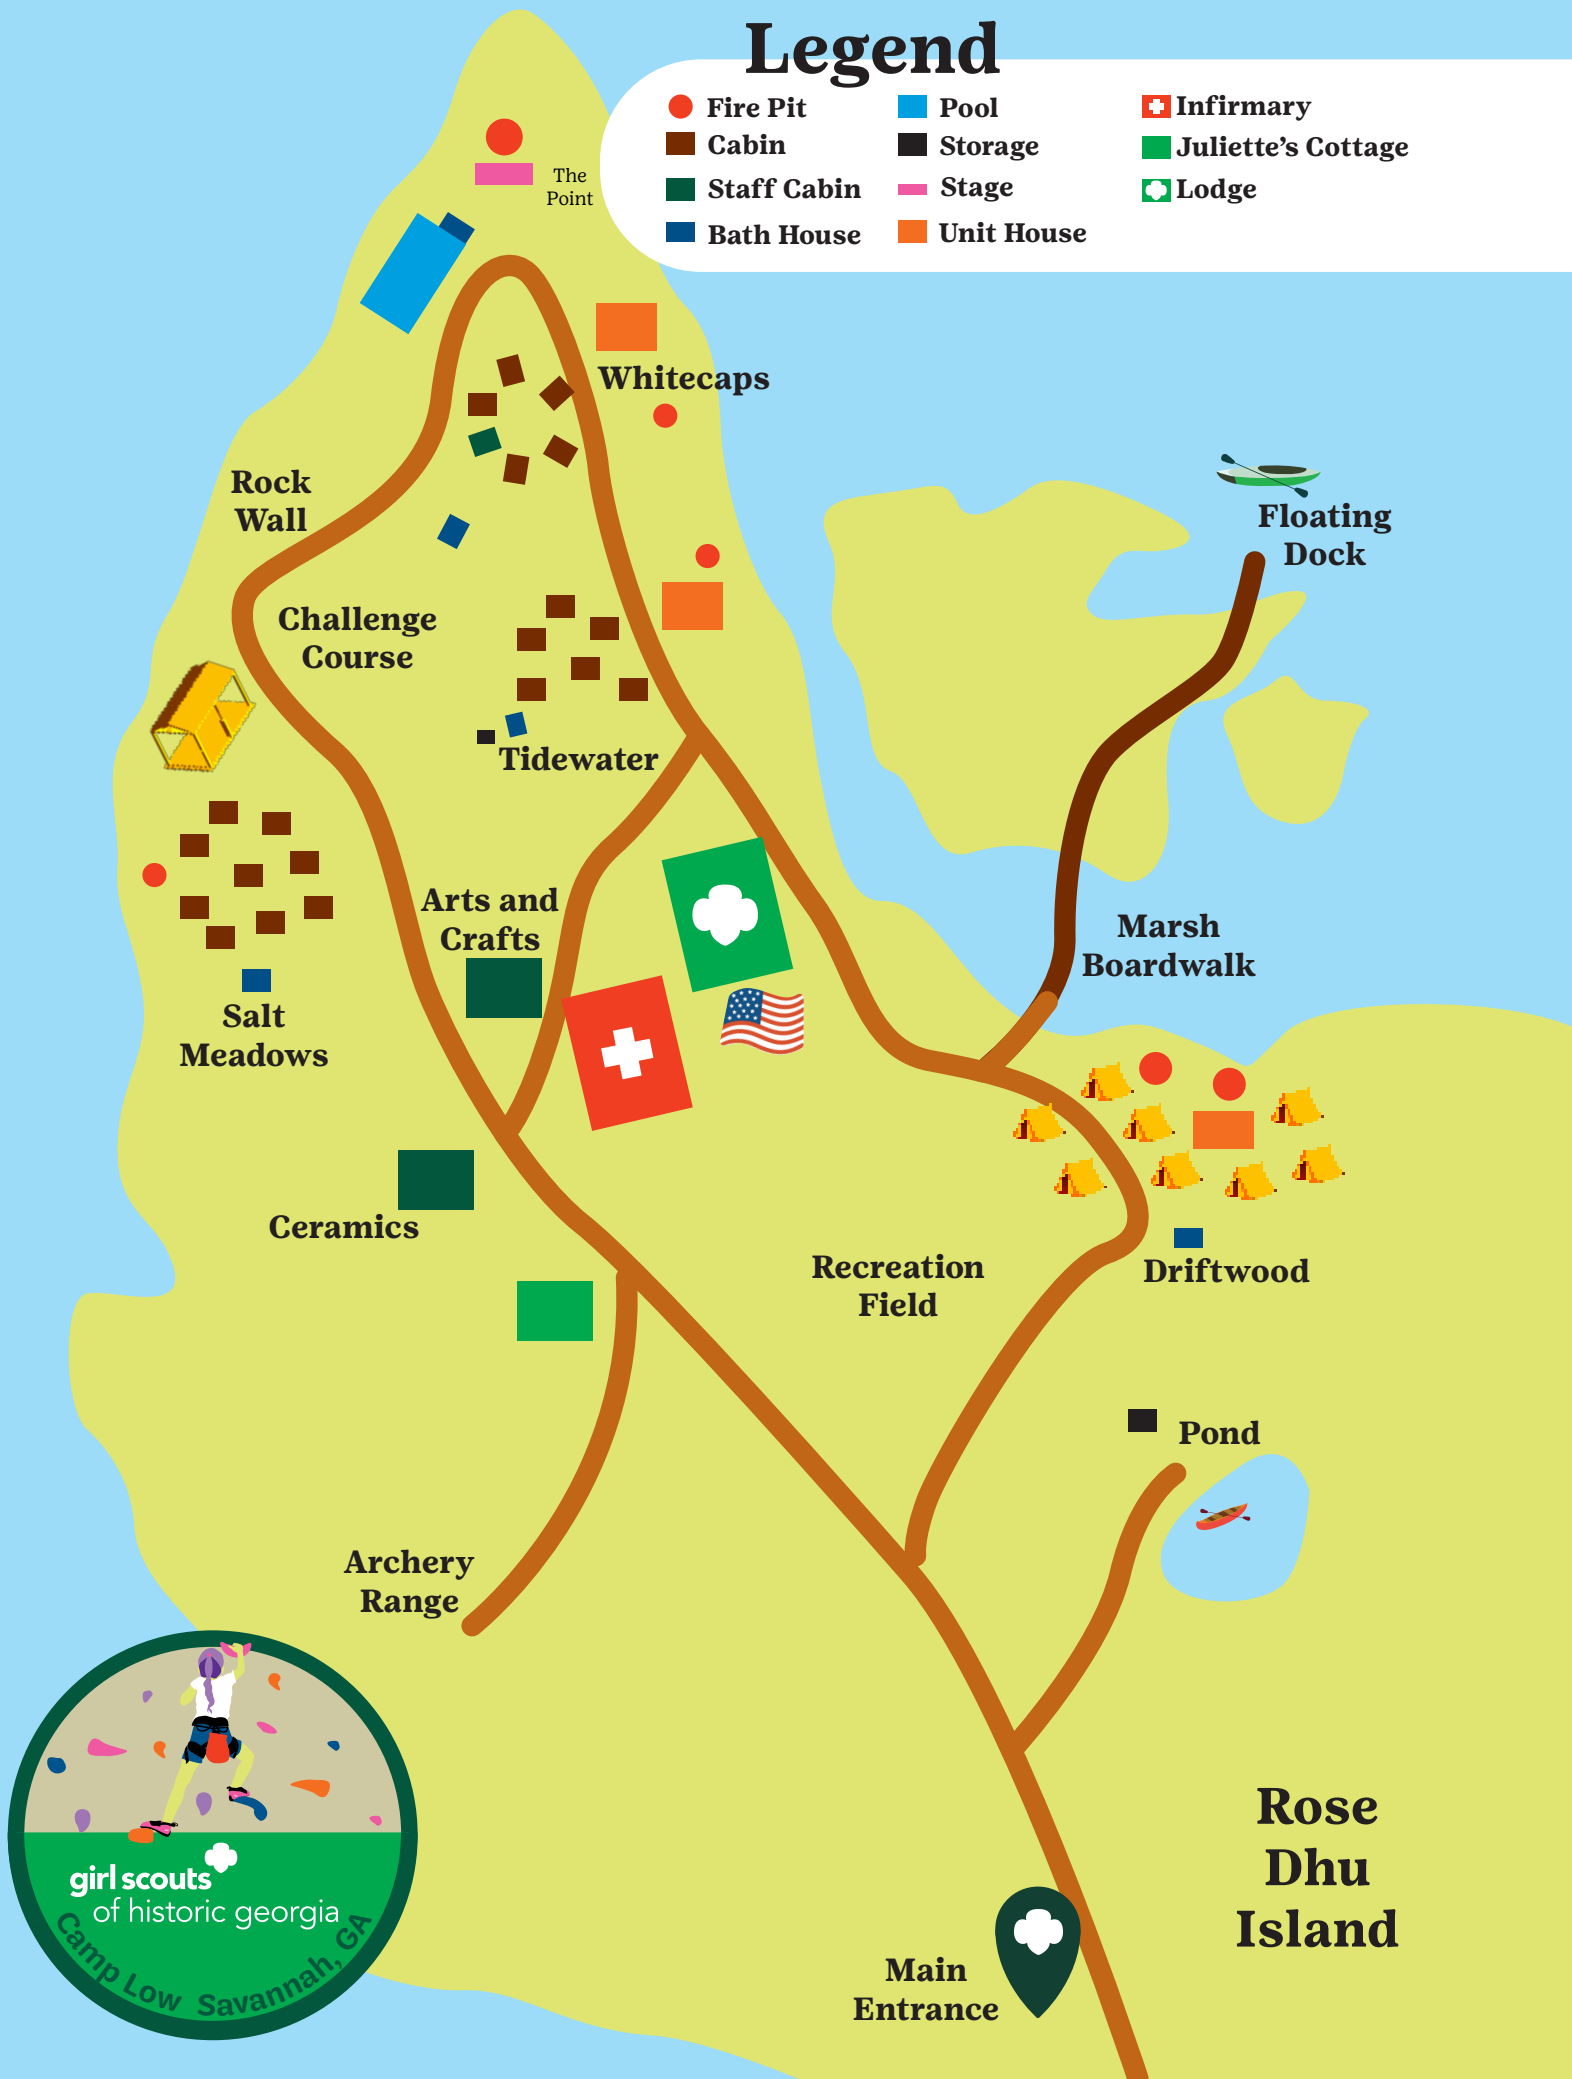 Legend
Fire Pit
Cabin
Staff Cabin
Bath House
Pool
Storage
Stage
Unit House
Infirmary
Juliette's Cottage
Lodge
The
Point
Whitecaps
Rock
Wall
Floating
Dock
Challenge
Course
Tidewater
Arts and
Crafts
Marsh
Boardwalk
Salt
Meadows
Ceramics
Recreation
Field
Driftwood
Pond
Archery
Range
Rose
Dhu
Island
Main
Entrance
girl scouts
of historic georgia
Camp Low Savannah, GA